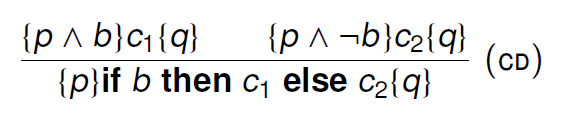 {p ∧ b}c₁{q} {p ∧ ¬b}c₂{q}
(CD)
{p}if b then c₁ else c₂{q}